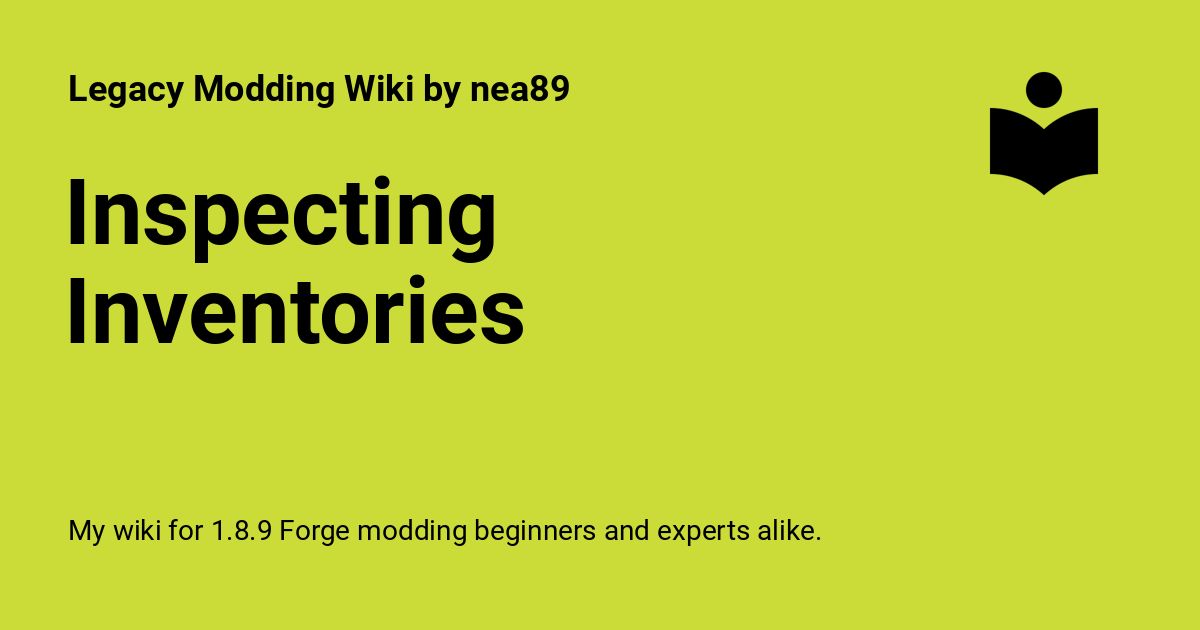 Legacy Modding Wiki by nea89
Inspecting
Inventories
My wiki for 1.8.9 Forge modding beginners and experts alike.